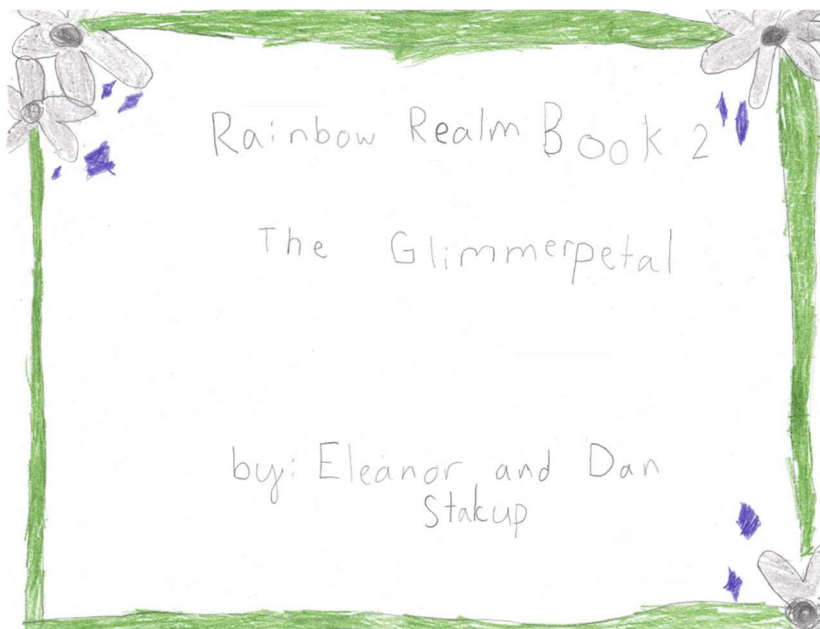 Rainbow Realm Book 2
The Glimmerpetal
by: Eleanor and Dan
Stakup